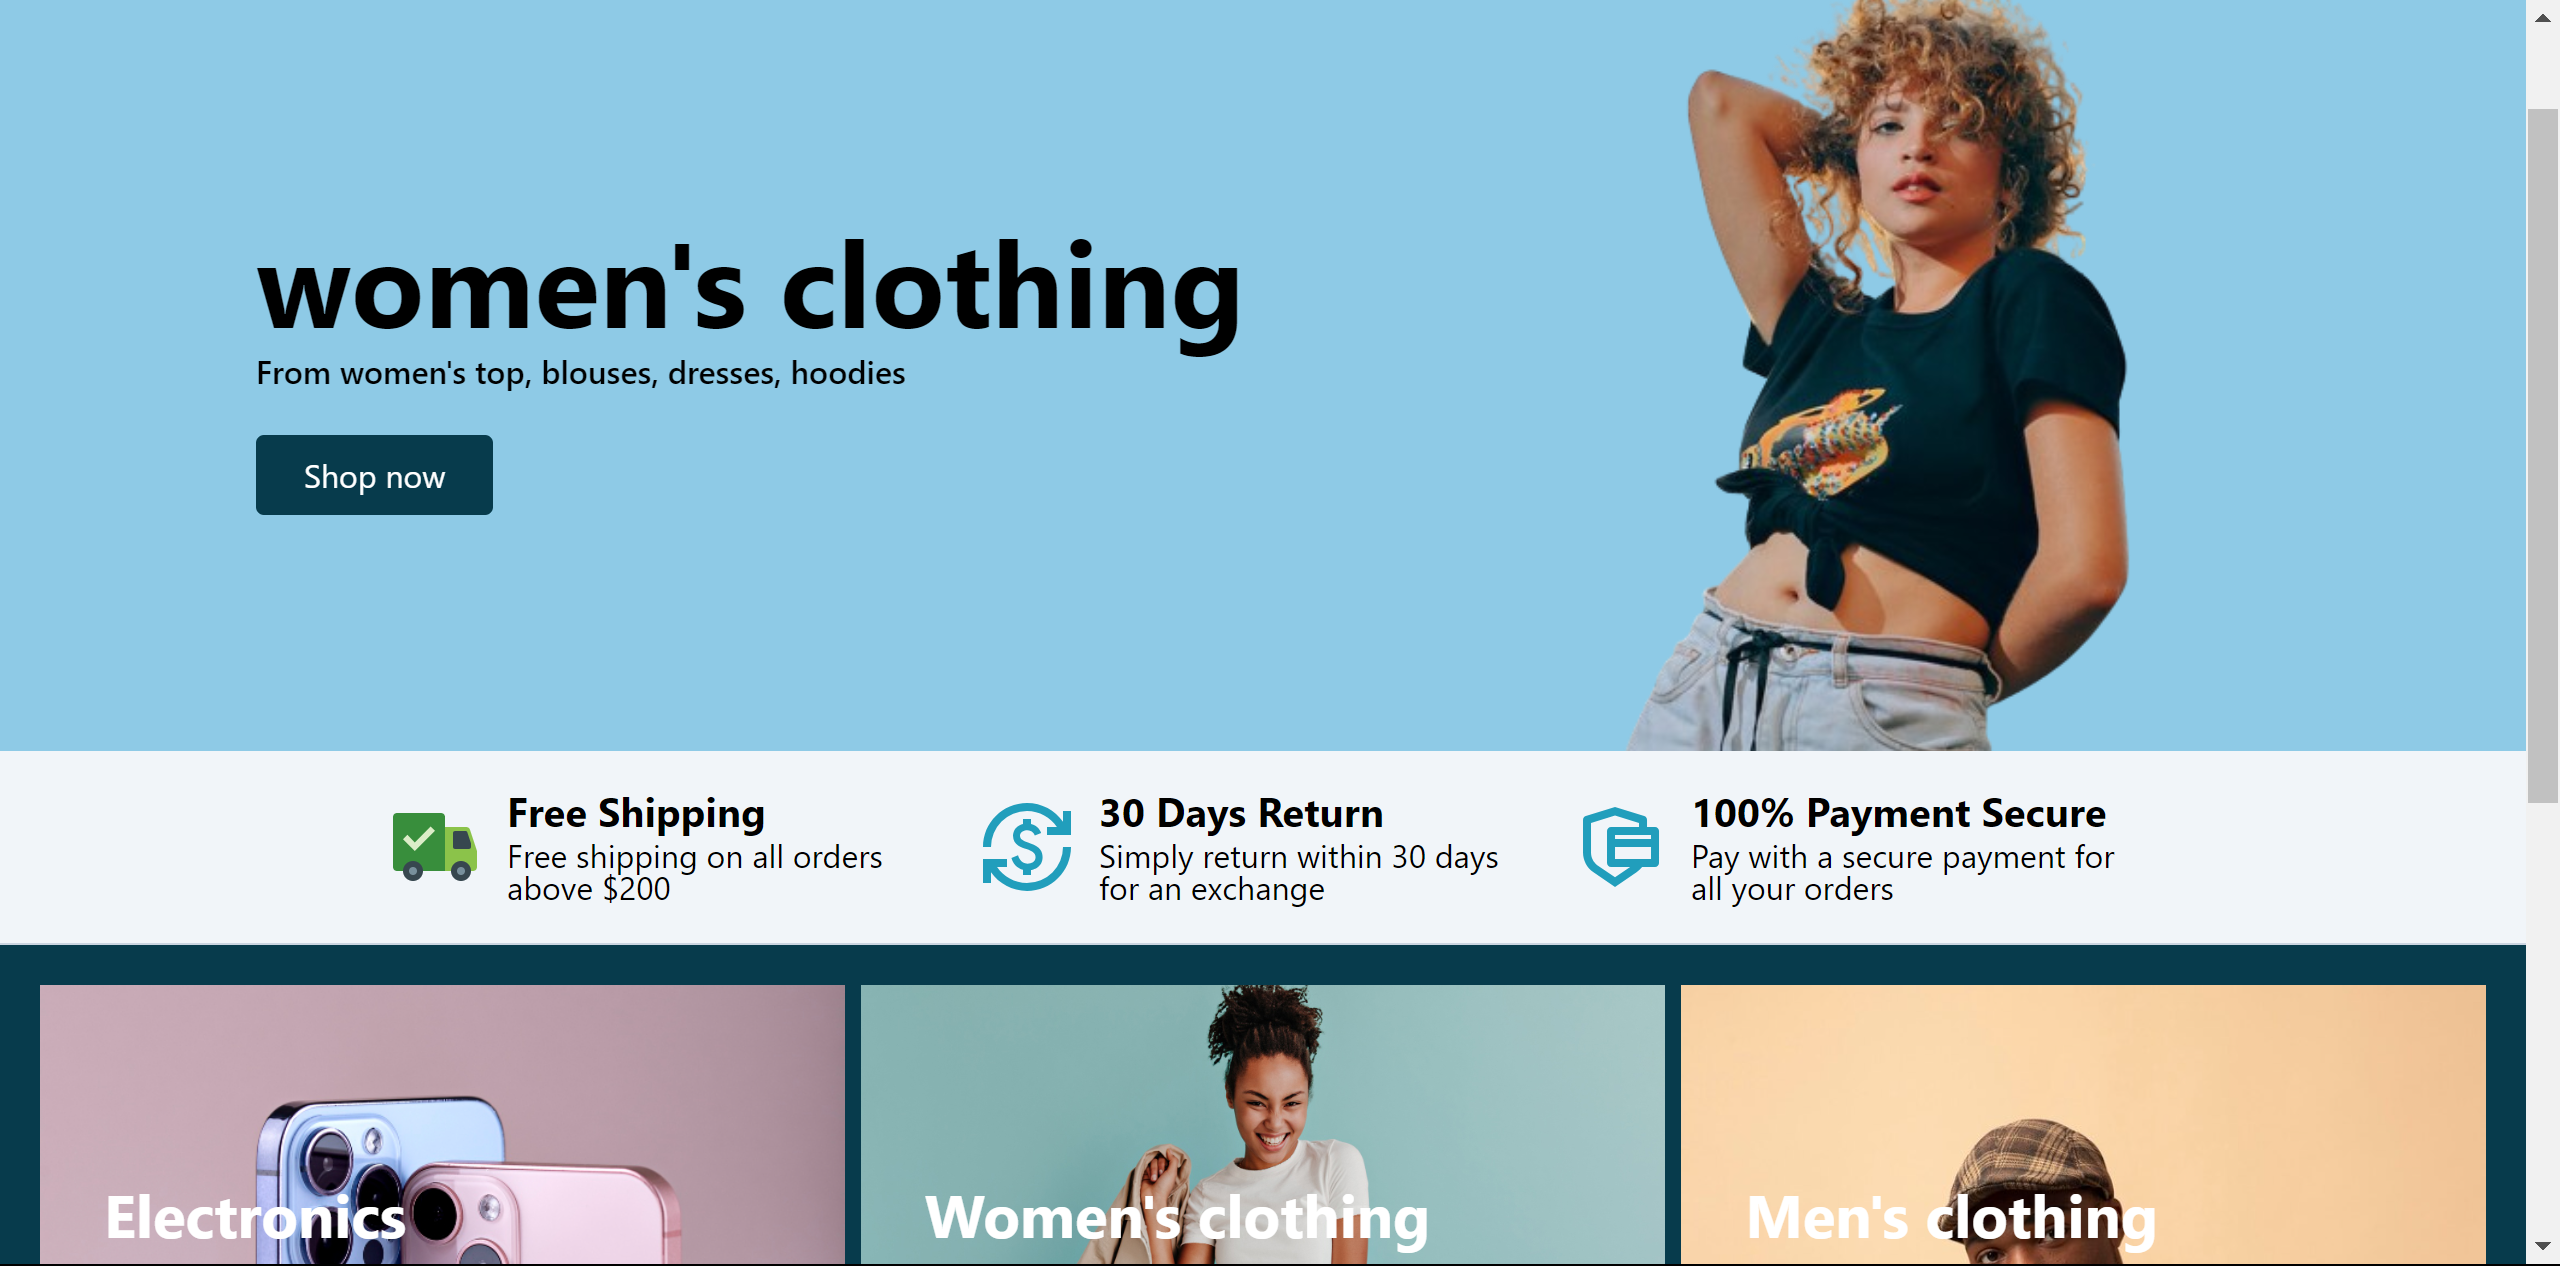 women's clothing
From women's top, blouses, dresses, hoodies
Shop now
Free Shipping
Free shipping on all orders
above $200
30 Days Return
Simply return within 30 days
for an exchange
100% Payment Secure
Pay with a secure payment for
all your orders
Electronics
Women's clothing
Men's clothing